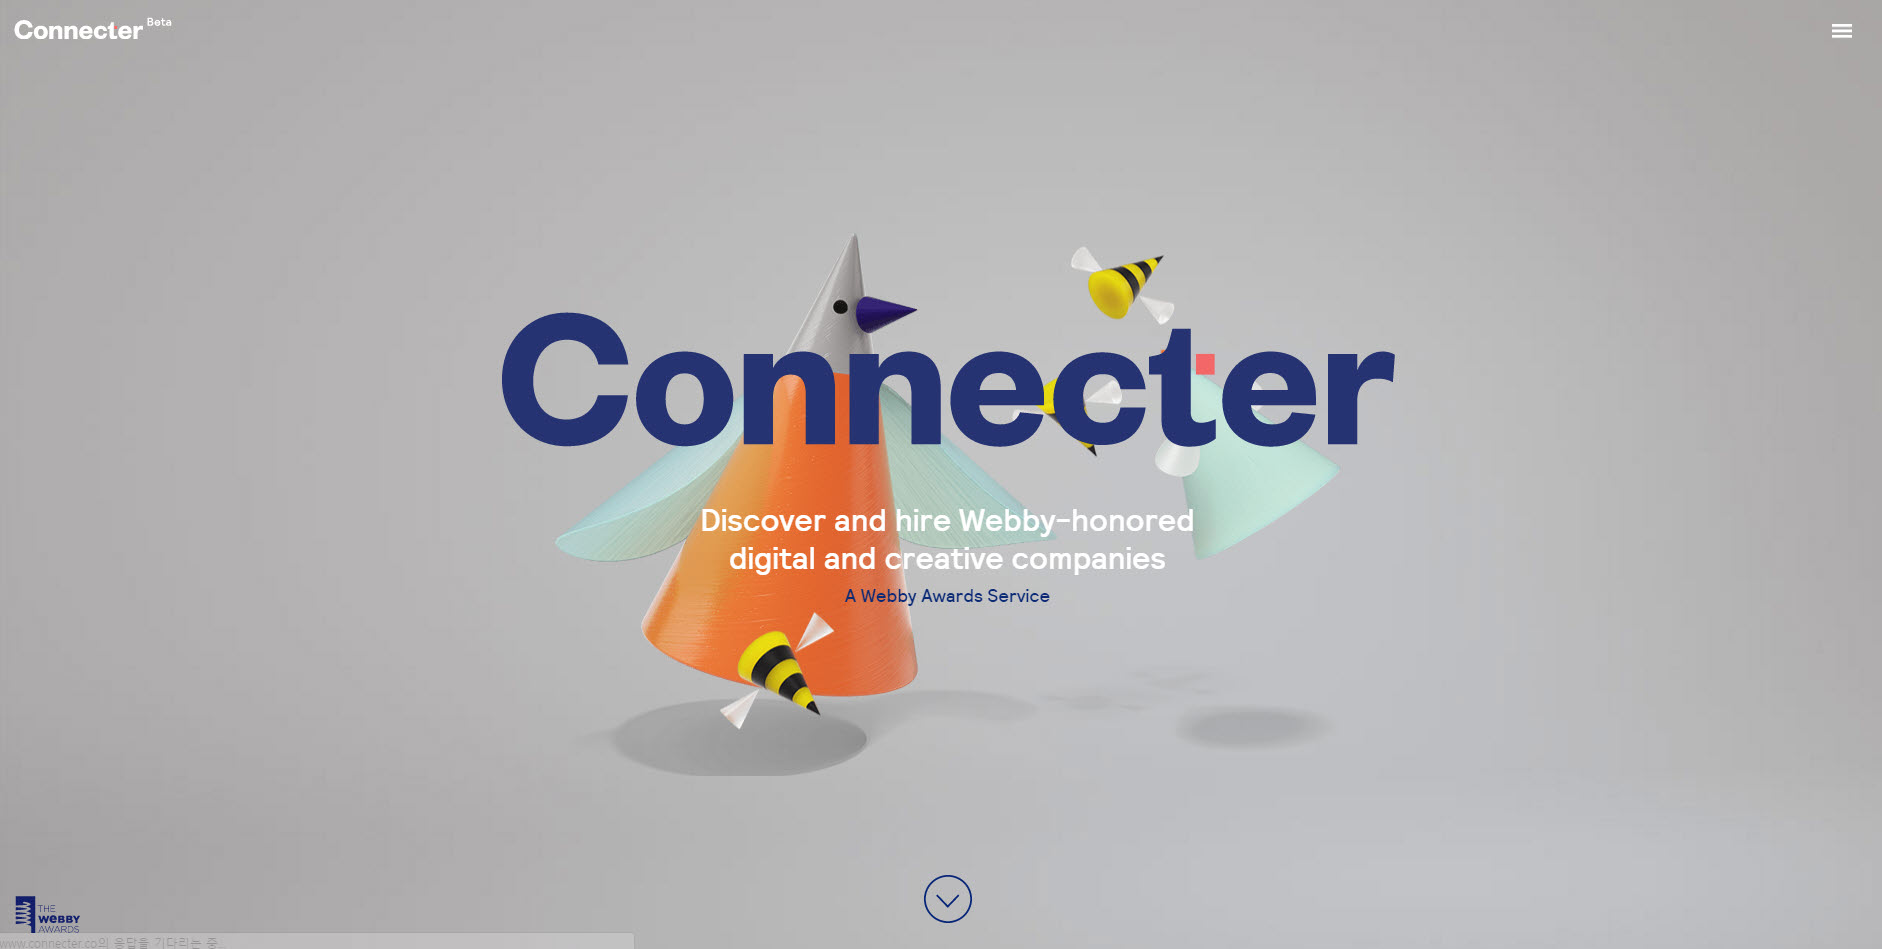 Connecter Beta
Connecter
Discover and hire Webby-honored
digital and creative companies
A Webby Awards Service
THE
WEBBY
AWARDS
www.connecter.co의 응답을 기다리는 중...